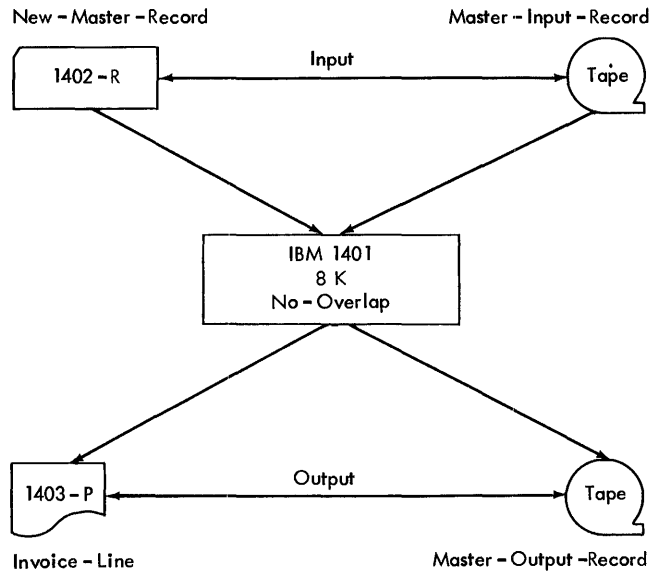 New-Master-Record
Master-Input-Record
1402-R
Input
Tape
IBM 1401
8 K
No-Overlap
1403-P
Output
Tape
Invoice-Line
Master-Output-Record